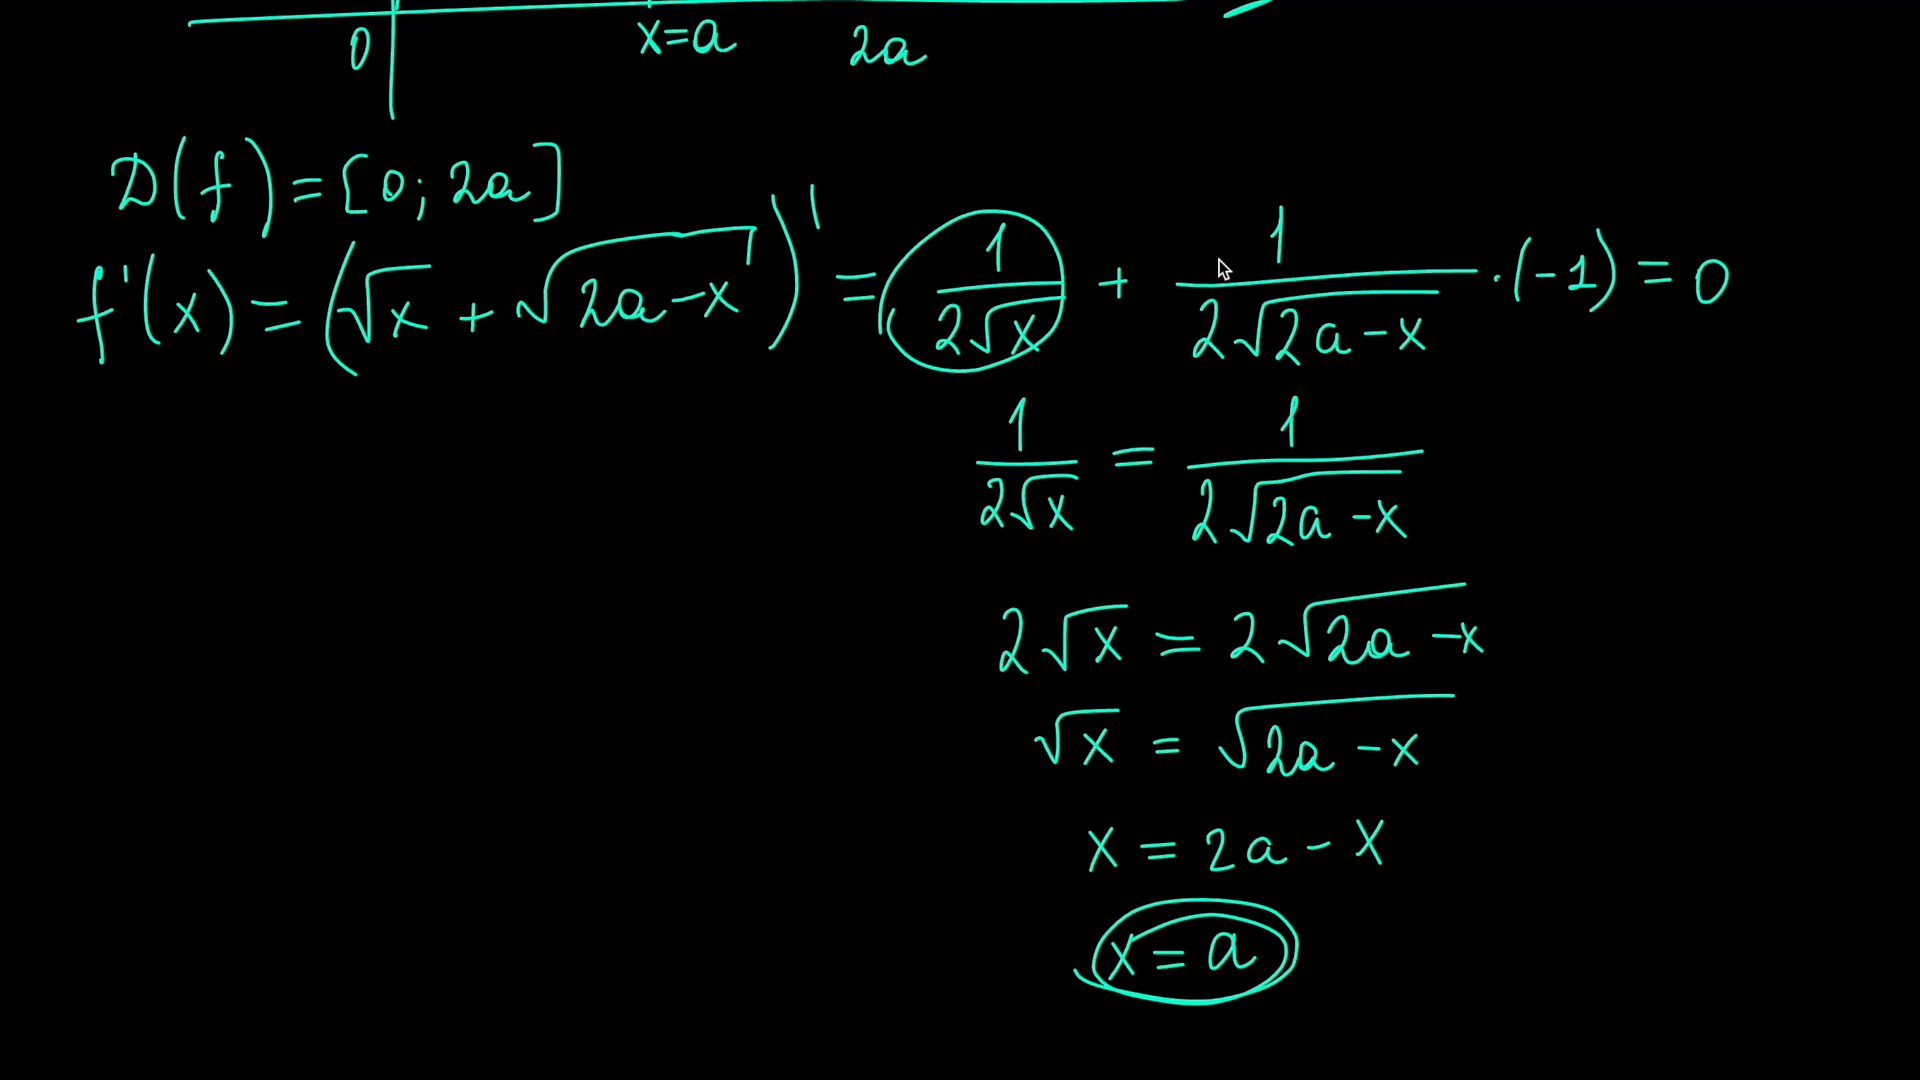 0 x=a 2a
D(f)=[0; 2a]
f'(x)=(√x + √(2a-x))' = 1/(2√x) + 1/(2√(2a-x)) · (-1) = 0
1/(2√x) = 1/(2√(2a-x))
2√x = 2√(2a-x)
√x = √(2a-x)
x = 2a - x
x = a